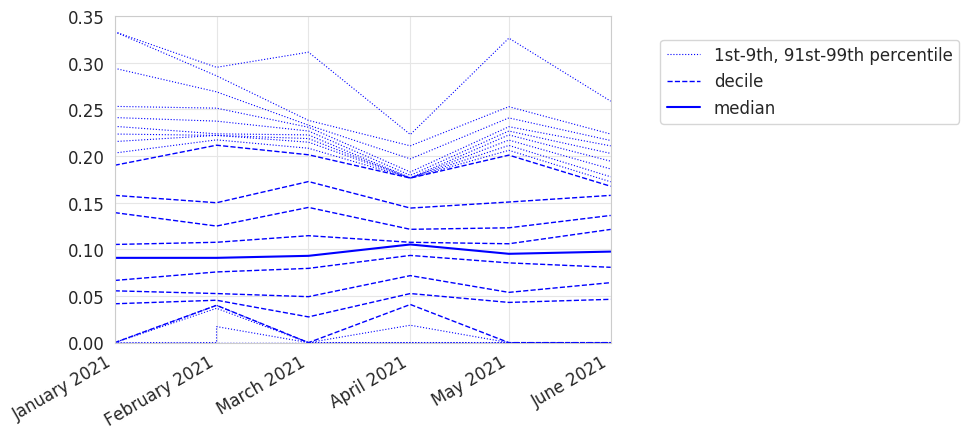 0.35
0.30
0.25
0.20
0.15
0.10
0.05
0.00
January 2021
February 2021
March 2021
April 2021
May 2021
June 2021
1st-9th, 91st-99th percentile
decile
median